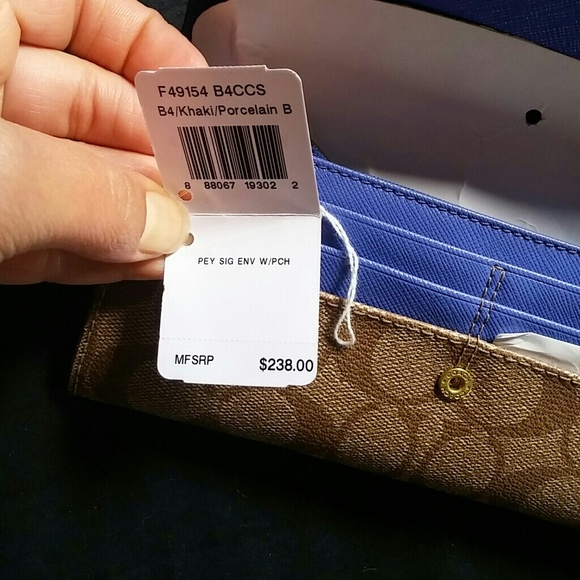 F49154 B4CCS
B4/Khaki/Porcelain B
8 88067 19302 2
PEY SIG ENV W/PCH
MFSRP $238.00